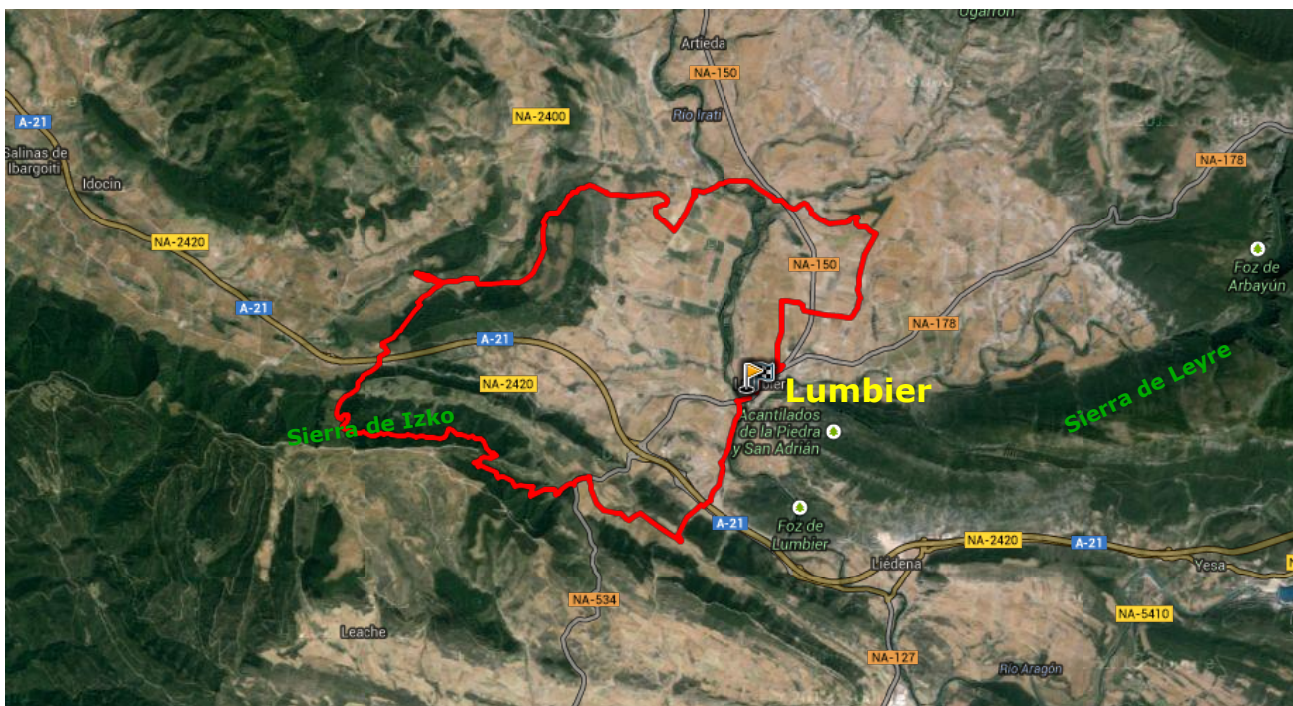 Ugarrón
Artieda
NA-150
NA-2400
Río Irati
A-21
Salinas de
Ibargoiti
NA-178
Idocin
NA-2420
Foz de
Arbayún
NA-150
A-21
NA-178
A-21
NA-2420
Lumbier
Sierra de Leyre
Acantilados
de la Piedra
y San Adrián
Sierra de Izko
Foz de
Lumbier
A-21
NA-2420
A-21
Liédena
Yesa
NA-534
NA-5410
Leache
NA-127
Río Aragón